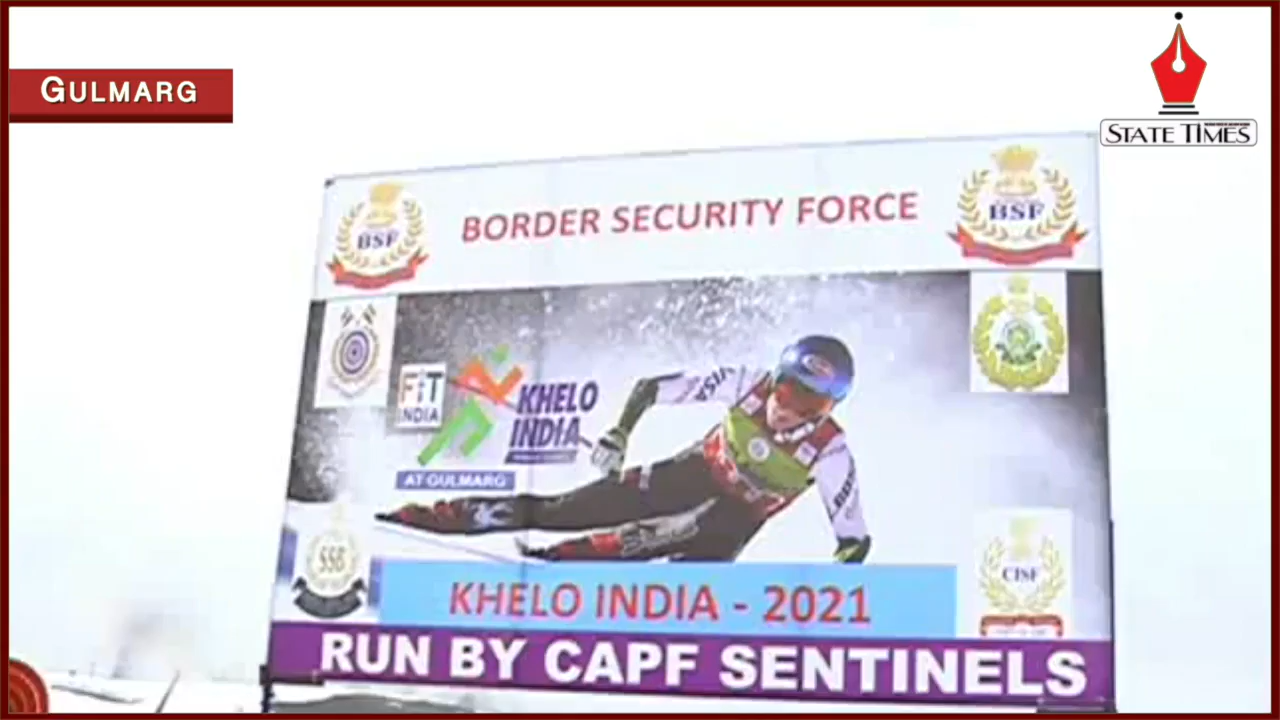 GULMARG
STATE TIMES
BORDER SECURITY FORCE
BSF
BSF
FIT
INDIA
KHELO
INDIA
AT GULMARG
SSB
CISF
KHELO INDIA - 2021
RUN BY CAPF SENTINELS